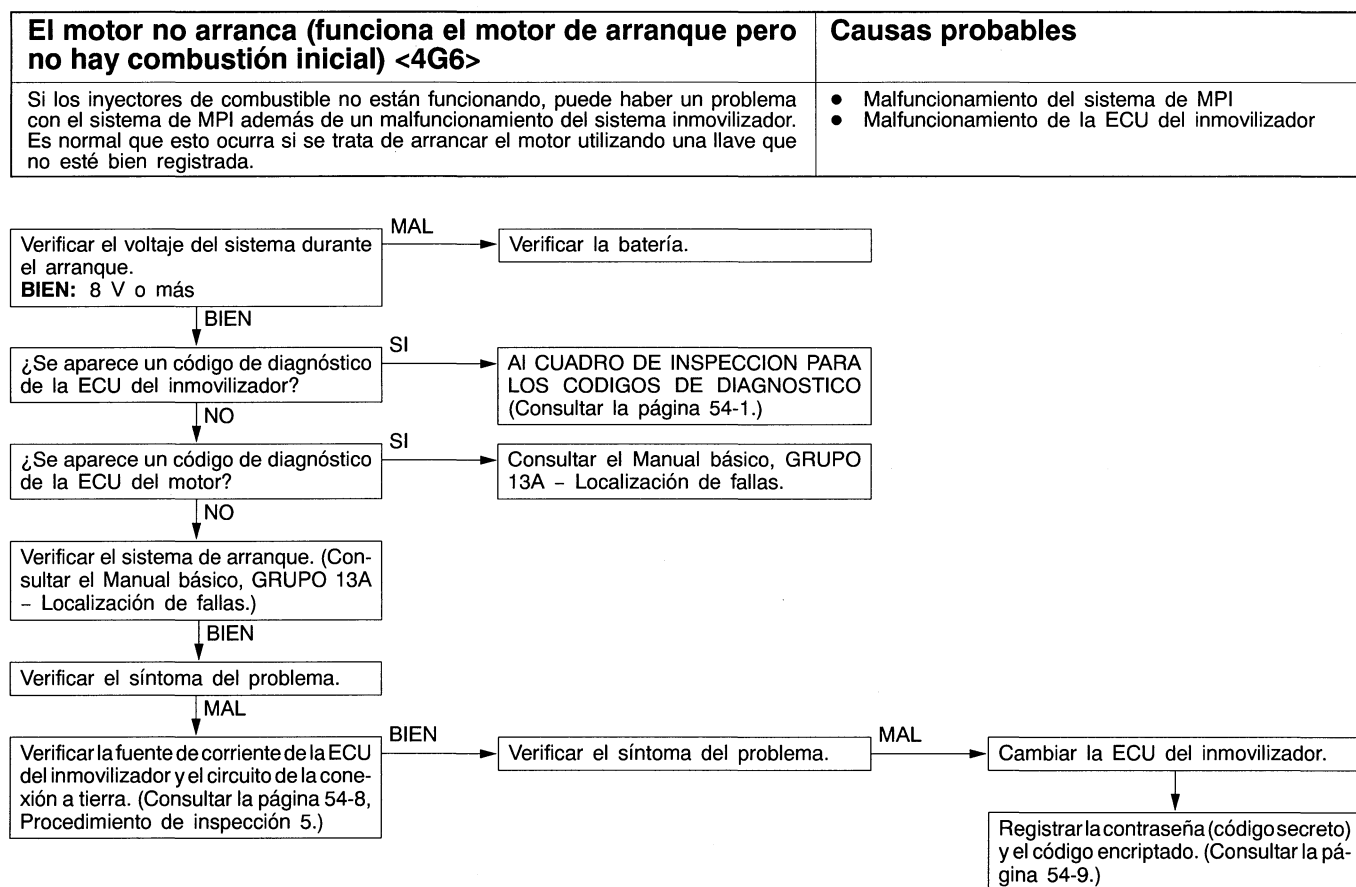 El motor no arranca (funciona el motor de arranque pero
no hay combustión inicial) <4G6>
Causas probables
Si los inyectores de combustible no están funcionando, puede haber un problema
con el sistema de MPI además de un malfuncionamiento del sistema inmovilizador.
Es normal que esto ocurra si se trata de arrancar el motor utilizando una llave que
no esté bien registrada.
● Malfuncionamiento del sistema de MPI
● Malfuncionamiento de la ECU del inmovilizador
Verificar el voltaje del sistema durante
el arranque.
BIEN: 8 V o más
MAL
Verificar la batería.
BIEN
¿Se aparece un código de diagnóstico
de la ECU del inmovilizador?
SI
Al CUADRO DE INSPECCION PARA
LOS CODIGOS DE DIAGNOSTICO
(Consultar la página 54-1.)
NO
¿Se aparece un código de diagnóstico
de la ECU del motor?
SI
Consultar el Manual básico, GRUPO
13A – Localización de fallas.
NO
Verificar el sistema de arranque. (Con-
sultar el Manual básico, GRUPO 13A
– Localización de fallas.)
BIEN
Verificar el síntoma del problema.
MAL
Verificar la fuente de corriente de la ECU
del inmovilizador y el circuito de la cone-
xión a tierra. (Consultar la página 54-8,
Procedimiento de inspección 5.)
BIEN
Verificar el síntoma del problema.
MAL
Cambiar la ECU del inmovilizador.
Registrar la contraseña (código secreto)
y el código encriptado. (Consultar la pá-
gina 54-9.)